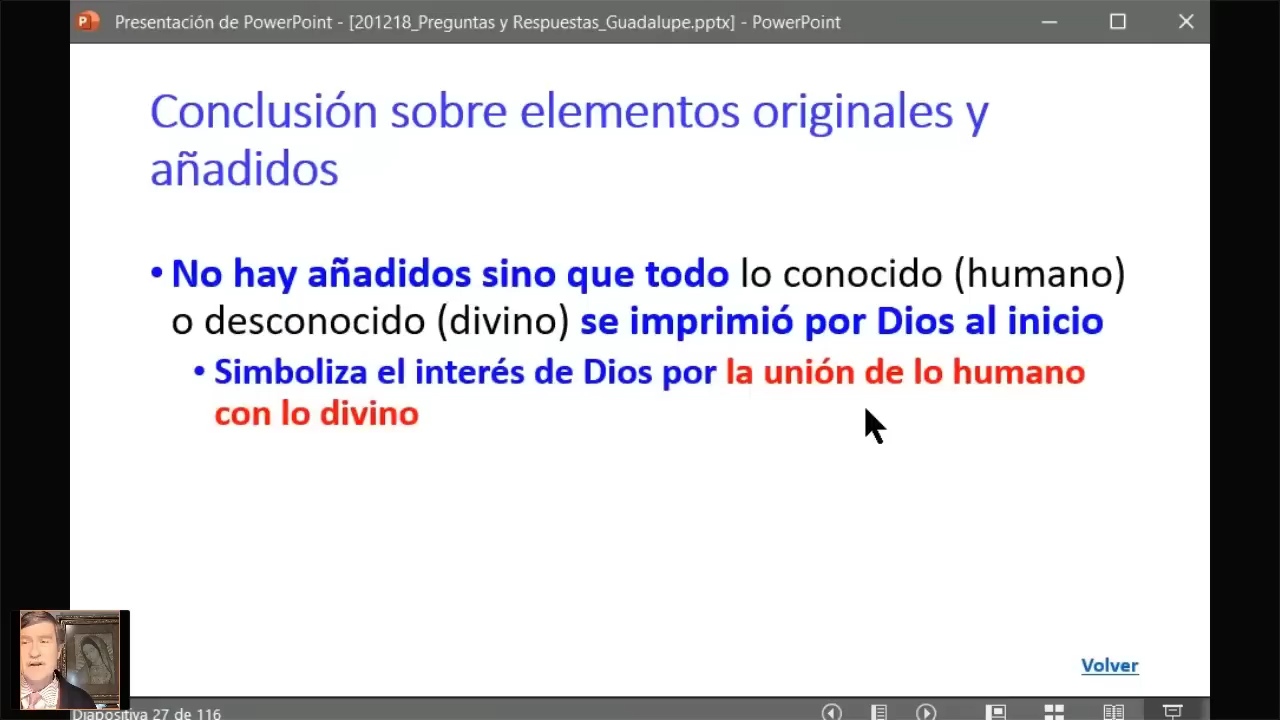 Presentación de PowerPoint - [201218_Preguntas y Respuestas_Guadalupe.pptx] - PowerPoint
Conclusión sobre elementos originales y
añadidos
• No hay añadidos sino que todo lo conocido (humano)
o desconocido (divino) se imprimió por Dios al inicio
• Simboliza el interés de Dios por la unión de lo humano
con lo divino
Volver
Diapositiva 27 de 116